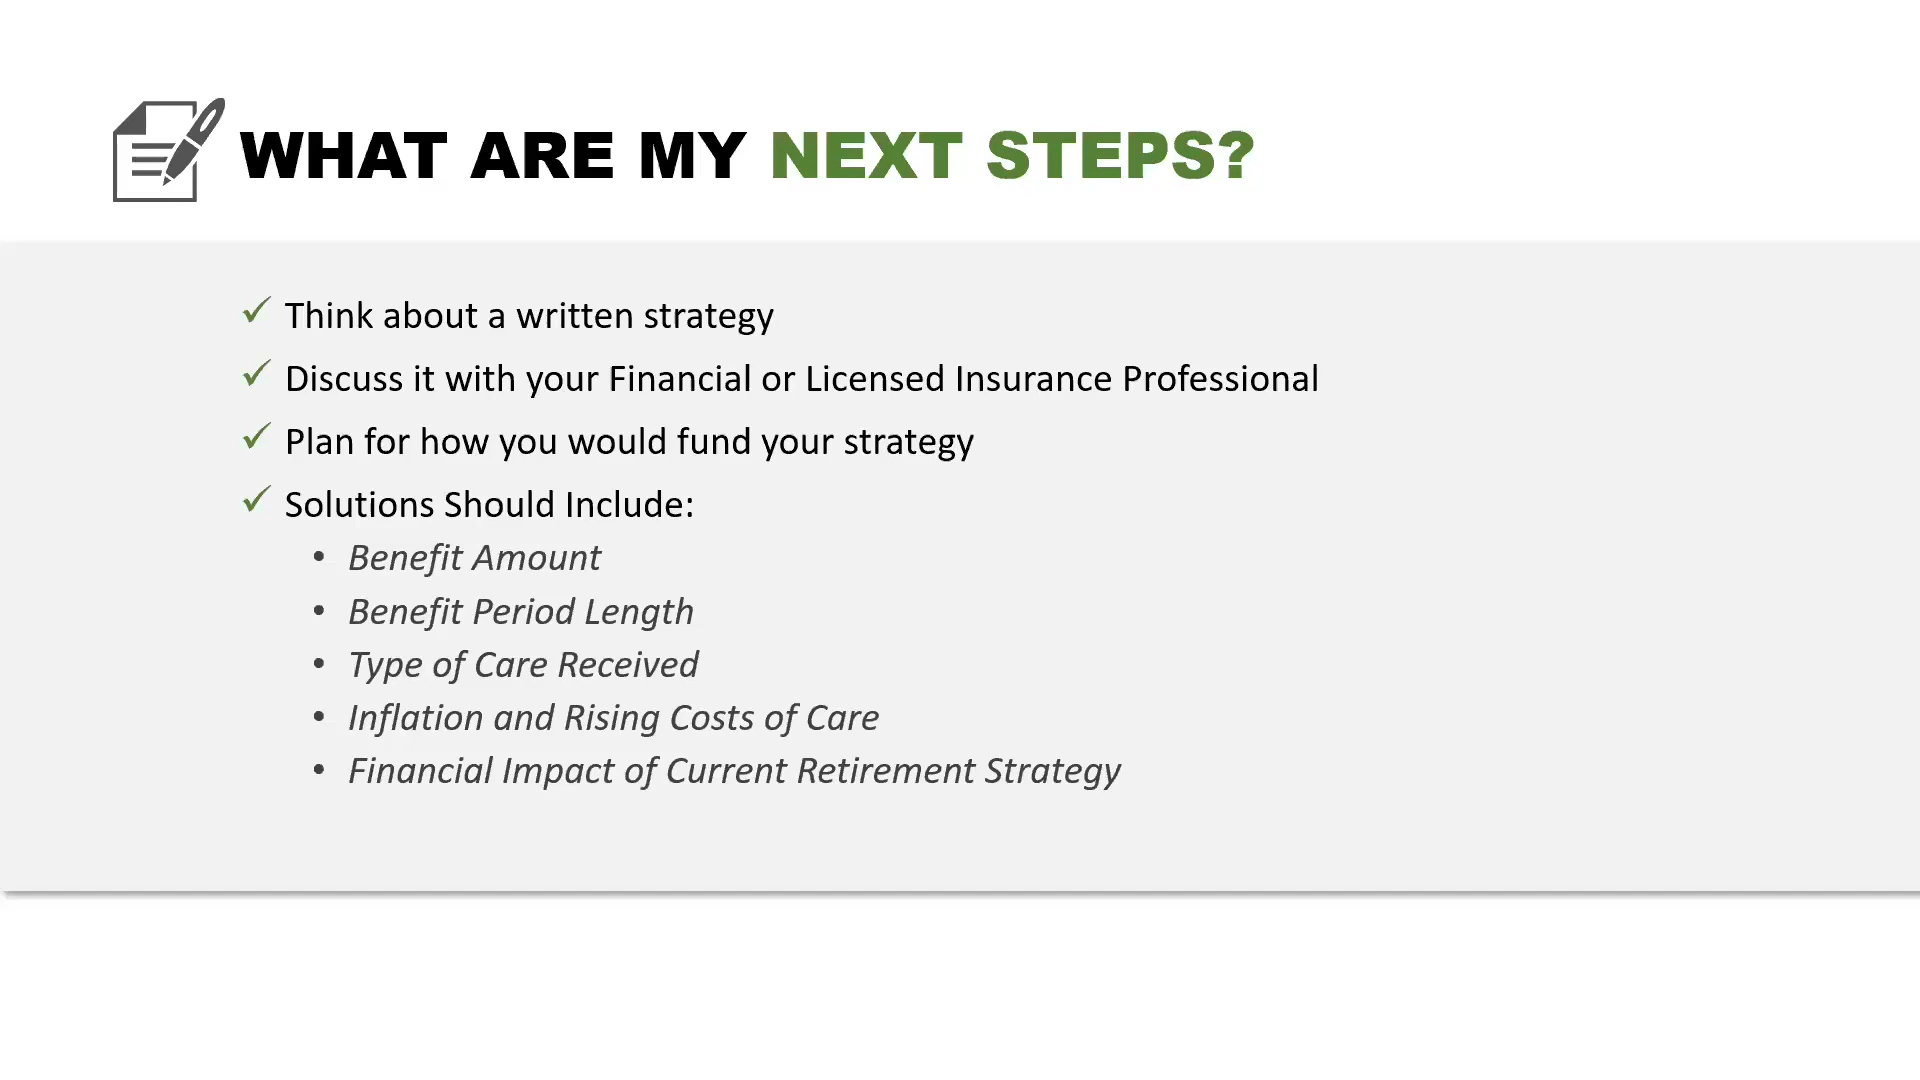 WHAT ARE MY NEXT STEPS?
✓ Think about a written strategy
✓ Discuss it with your Financial or Licensed Insurance Professional
✓ Plan for how you would fund your strategy
✓ Solutions Should Include:
• Benefit Amount
• Benefit Period Length
• Type of Care Received
• Inflation and Rising Costs of Care
• Financial Impact of Current Retirement Strategy